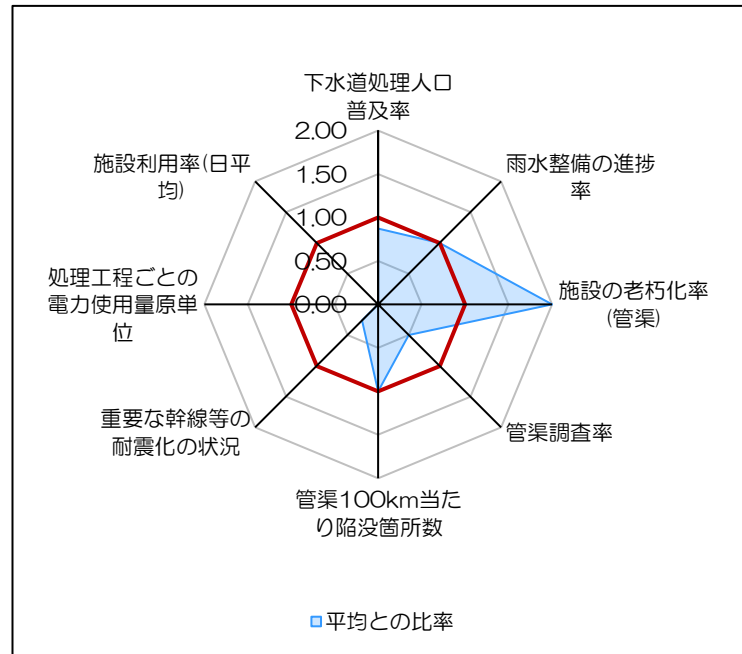 下水道処理人口
普及率
2.00
1.50
1.00
0.50
0.00
雨水整備の進捗
率
施設の老朽化率
(管渠)
管渠調査率
管渠100km当た
り陥没箇所数
重要な幹線等の
耐震化の状況
処理工程ごとの
電力使用量原単
位
施設利用率(日平
均)
平均との比率